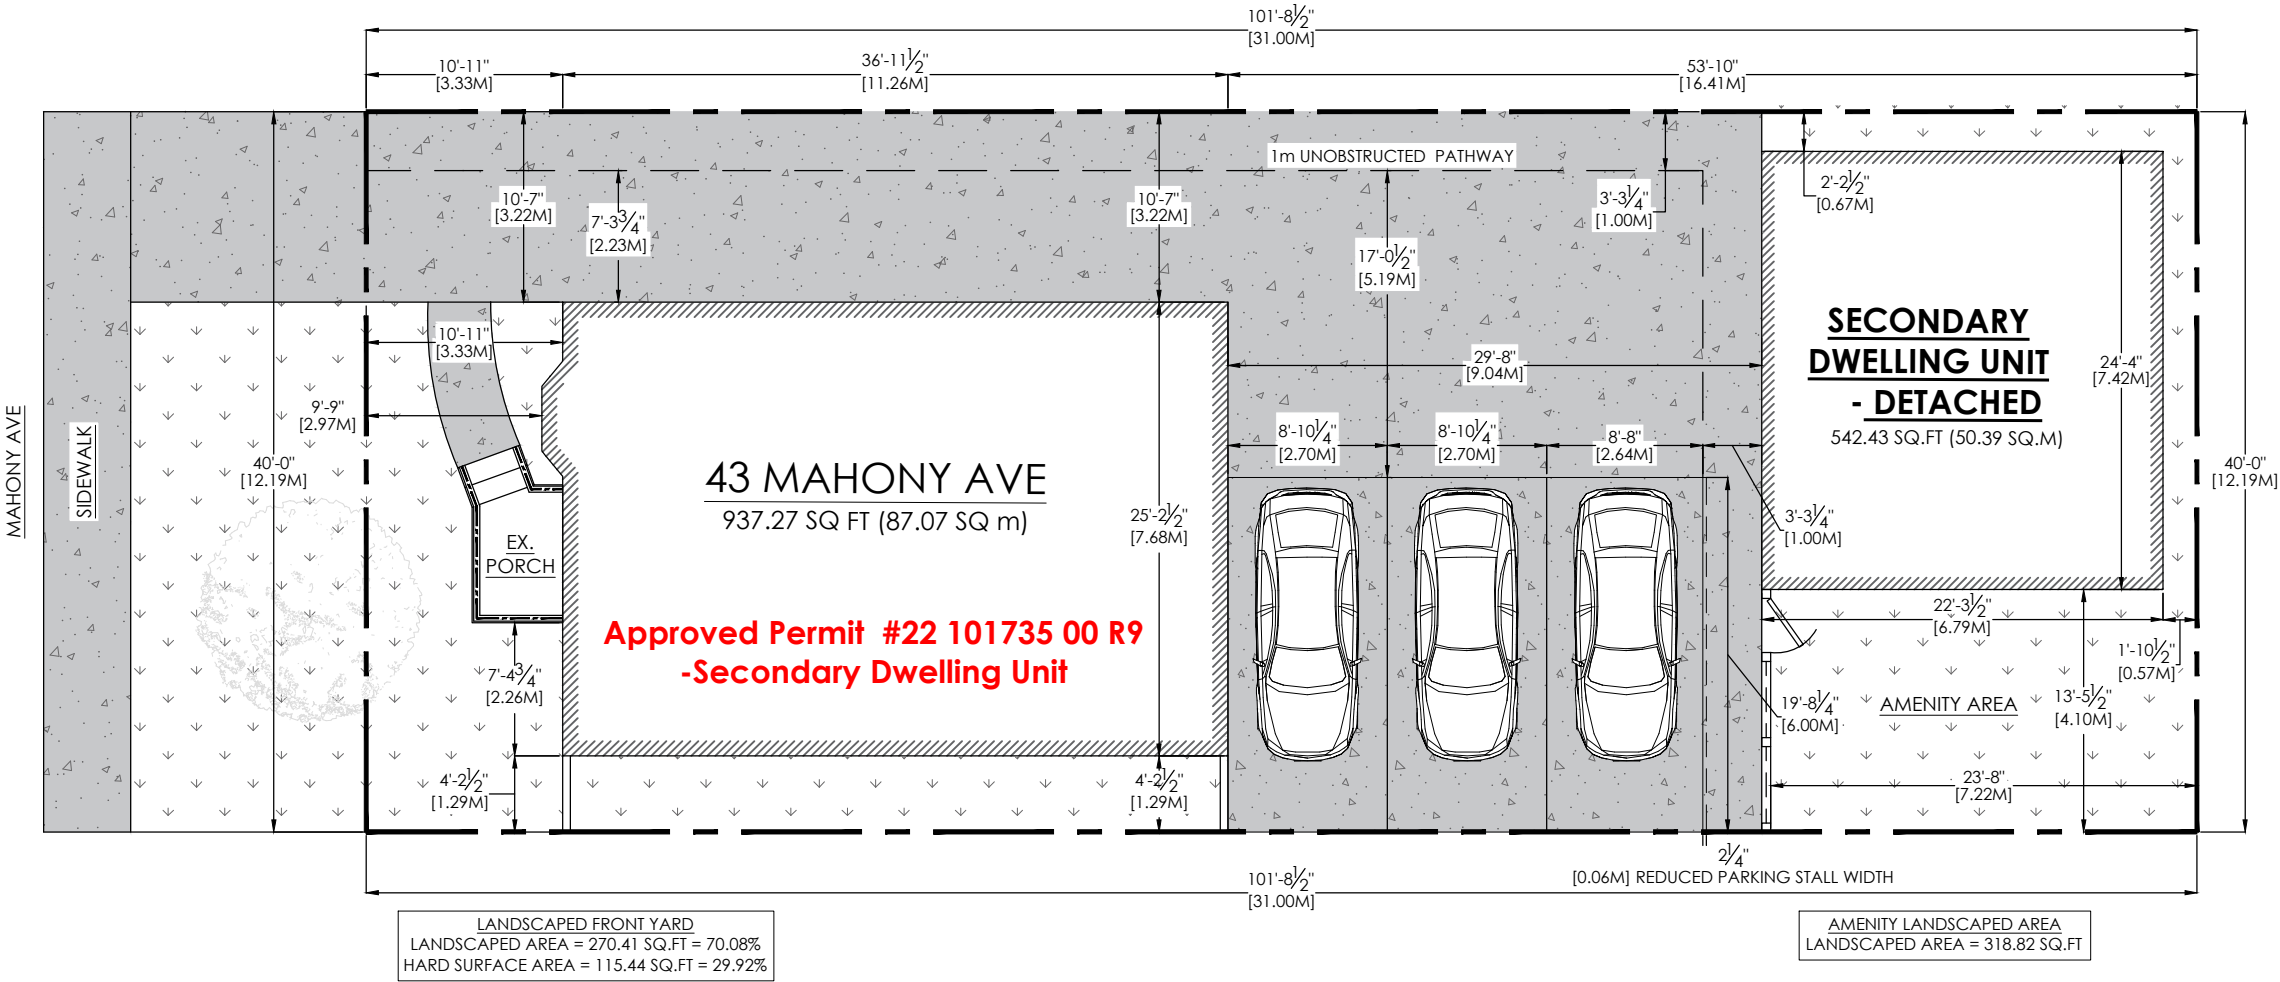 101'-8½"
[31.00M]
10'-11"
[3.33M]
36'-11½"
[11.26M]
53'-10"
[16.41M]
1m UNOBSTRUCTED PATHWAY
10'-7"
[3.22M]
7'-3¾"
[2.23M]
10'-7"
[3.22M]
3'-3¼"
[1.00M]
2'-2½"
[0.67M]
17'-0½"
[5.19M]
10'-11"
[3.33M]
29'-8"
[9.04M]
SECONDARY
DWELLING UNIT
- DETACHED
542.43 SQ.FT (50.39 SQ.M)
24'-4"
[7.42M]
9'-9"
[2.97M]
8'-10¼"
[2.70M]
8'-10¼"
[2.70M]
8'-8"
[2.64M]
MAHONY AVE
SIDEWALK
40'-0"
[12.19M]
43 MAHONY AVE
937.27 SQ FT (87.07 SQ m)
25'-2½"
[7.68M]
3'-3¼"
[1.00M]
40'-0"
[12.19M]
EX.
PORCH
Approved Permit #22 101735 00 R9
-Secondary Dwelling Unit
22'-3½"
[6.79M]
1'-10½"
[0.57M]
7'-4¾"
[2.26M]
19'-8¼"
[6.00M]
AMENITY AREA
13'-5½"
[4.10M]
4'-2½"
[1.29M]
4'-2½"
[1.29M]
23'-8"
[7.22M]
2¼"
[0.06M] REDUCED PARKING STALL WIDTH
101'-8½"
[31.00M]
LANDSCAPED FRONT YARD
LANDSCAPED AREA = 270.41 SQ.FT = 70.08%
HARD SURFACE AREA = 115.44 SQ.FT = 29.92%
AMENITY LANDSCAPED AREA
LANDSCAPED AREA = 318.82 SQ.FT